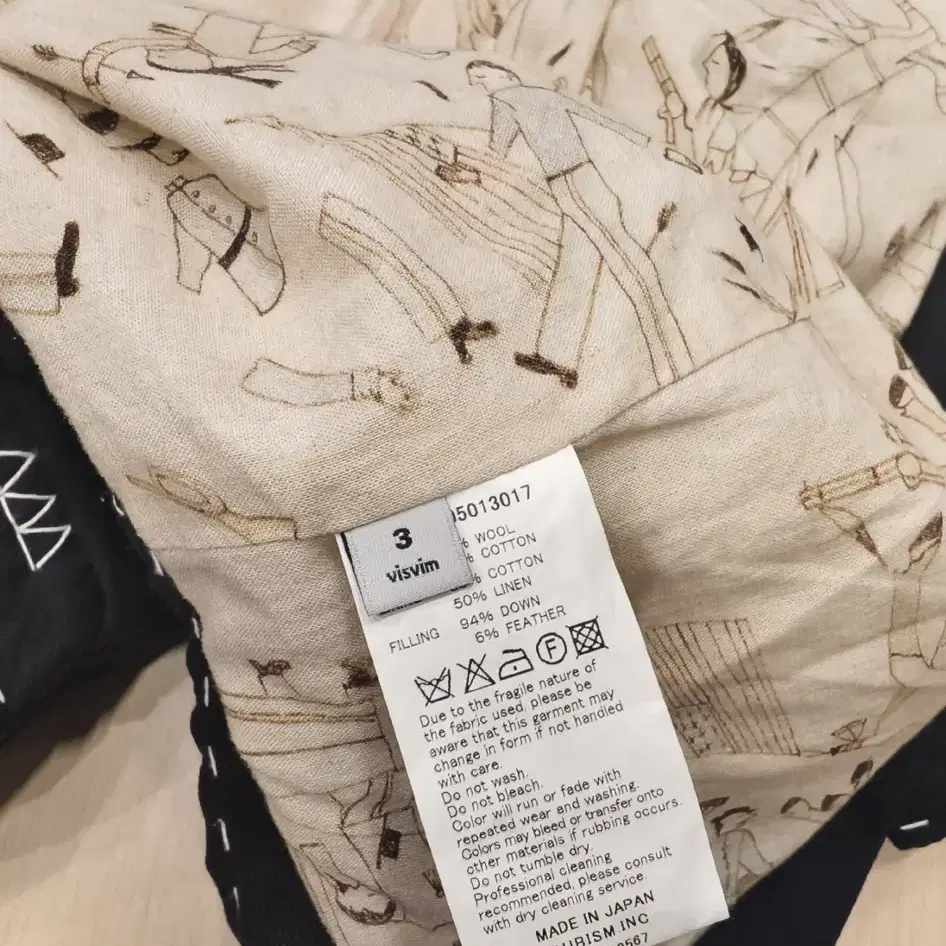 3
visvim
5013017
% WOOL
% COTTON
% COTTON
50% LINEN
FILLING 94% DOWN
6% FEATHER
F
Due to the fragile nature of
the fabric used, please be
aware that this garment may
change in form if not handled
with care.
Do not wash.
Do not bleach.
Color will run or fade with
repeated wear and washing.
Colors may bleed or transfer onto
other materials if rubbing occurs.
Do not tumble dry.
Professional cleaning
recommended, please consult
with dry cleaning service.
MADE IN JAPAN
INC